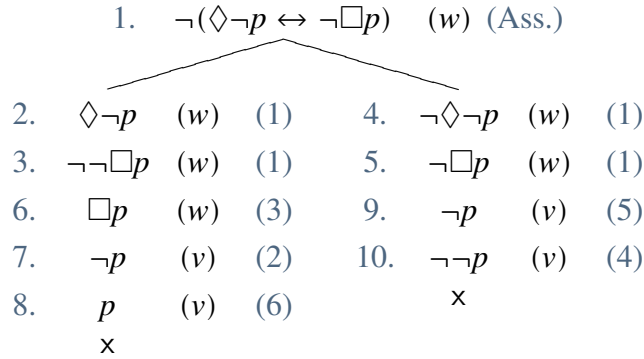 1. ¬(◇¬p ↔ ¬□p) (w) (Ass.)
2. ◇¬p (w) (1) 4. ¬◇¬p (w) (1)
3. ¬¬□p (w) (1) 5. ¬□p (w) (1)
6. □p (w) (3) 9. ¬p (v) (5)
7. ¬p (v) (2) 10. ¬¬p (v) (4)
8. p (v) (6) x
x